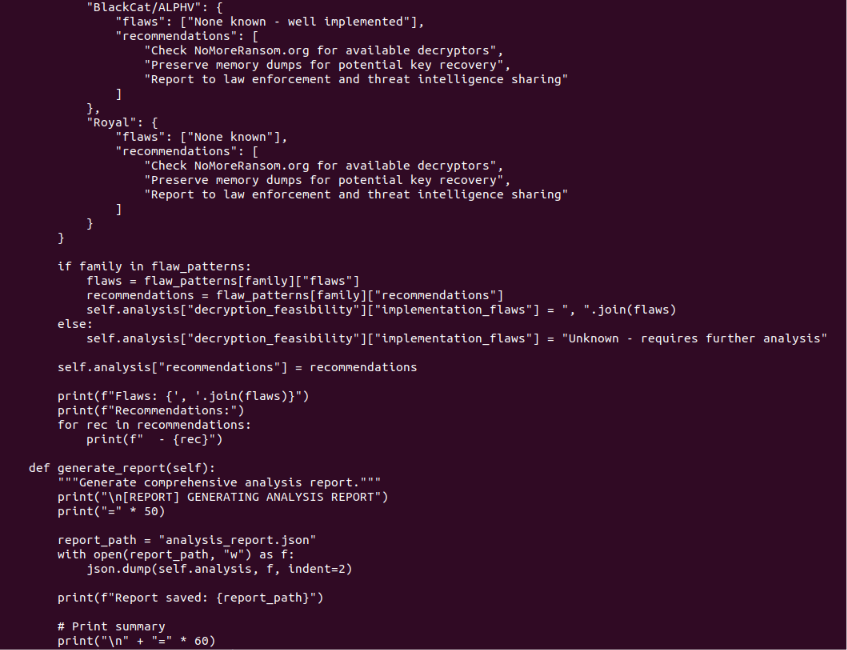 "BlackCat/ALPHV": {
            "flaws": ["None known - well implemented"],
            "recommendations": [
                "Check NoMoreRansom.org for available decryptors",
                "Preserve memory dumps for potential key recovery",
                "Report to law enforcement and threat intelligence sharing"
            ]
        },
        "Royal": {
            "flaws": ["None known"],
            "recommendations": [
                "Check NoMoreRansom.org for available decryptors",
                "Preserve memory dumps for potential key recovery",
                "Report to law enforcement and threat intelligence sharing"
            ]
        }
    }

    if family in flaw_patterns:
        flaws = flaw_patterns[family]["flaws"]
        recommendations = flaw_patterns[family]["recommendations"]
        self.analysis["decryption_feasibility"]["implementation_flaws"] = ", ".join(flaws)
    else:
        self.analysis["decryption_feasibility"]["implementation_flaws"] = "Unknown - requires further analysis"

    self.analysis["recommendations"] = recommendations

    print(f"Flaws: {', '.join(flaws)}")
    print(f"Recommendations:")
    for rec in recommendations:
        print(f"  - {rec}")

def generate_report(self):
    """Generate comprehensive analysis report."""
    print("\n[REPORT] GENERATING ANALYSIS REPORT")
    print("=" * 50)

    report_path = "analysis_report.json"
    with open(report_path, "w") as f:
        json.dump(self.analysis, f, indent=2)

    print(f"Report saved: {report_path}")

    # Print summary
    print("\n" + "=" * 60)